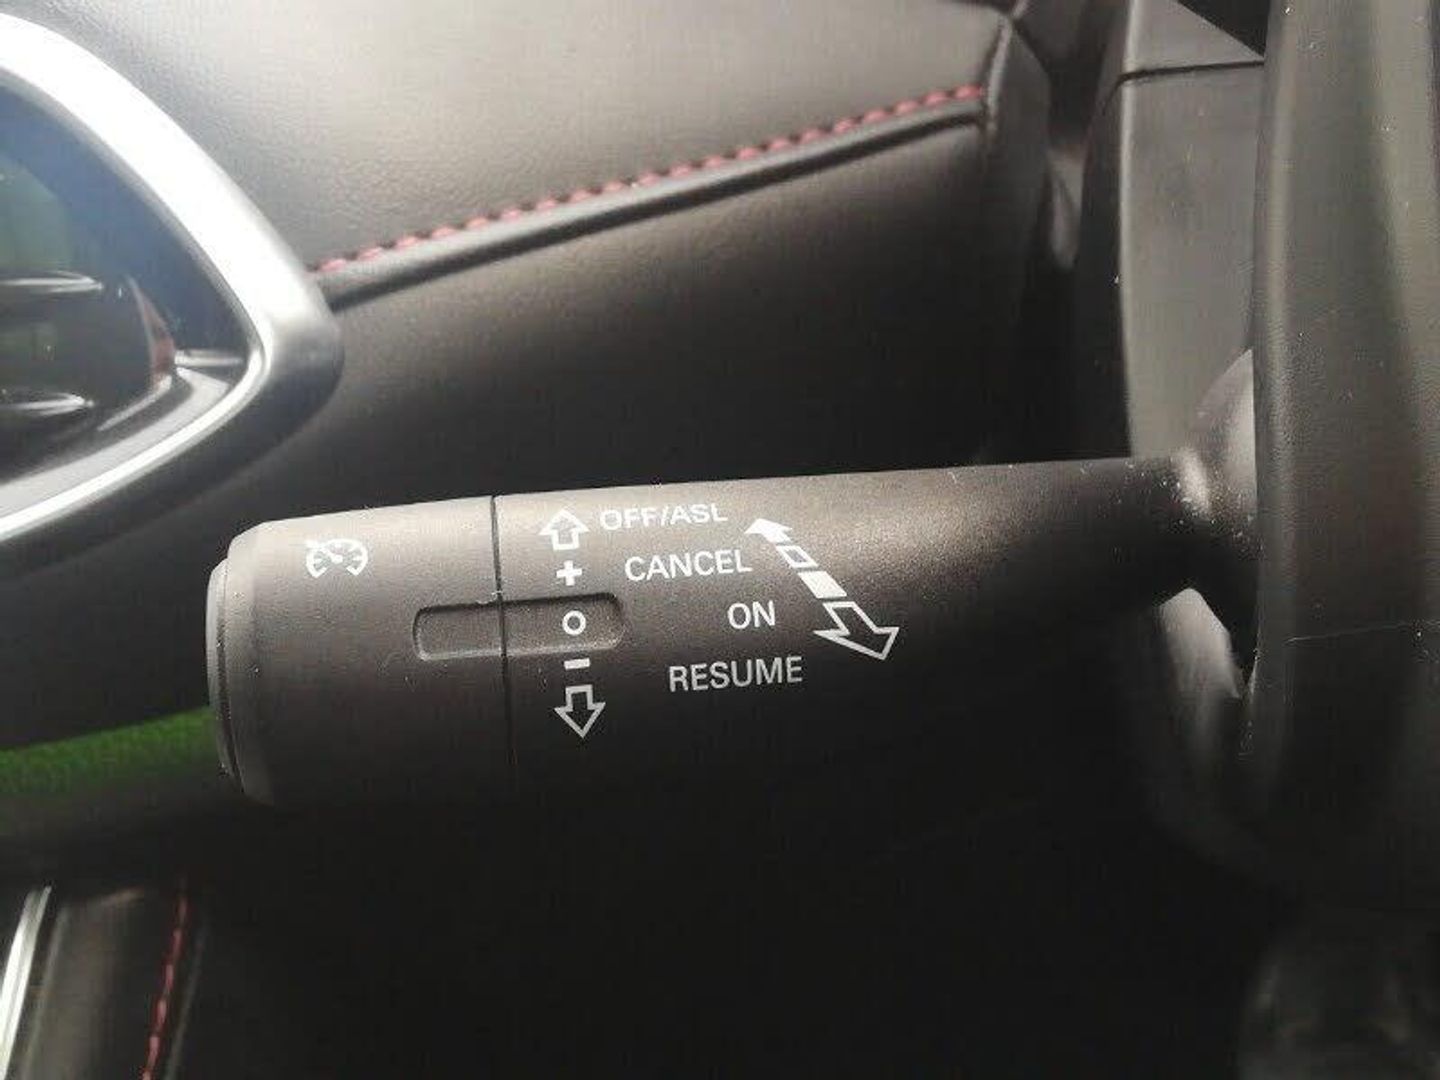 OFF/ASL
+ CANCEL
O ON
- RESUME